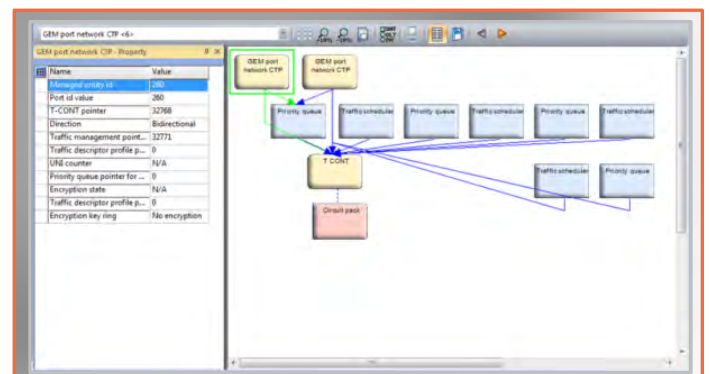 GEM port network CTP <6>
GEM port network CTP - Property
Name Value
Managed entity id 260
Port id value 260
T-CONT pointer 32768
Direction Bidirectional
Traffic management point... 32771
Traffic descriptor profile p... 0
UNI counter N/A
Priority queue pointer for ... 0
Encryption state N/A
Traffic descriptor profile p... 0
Encryption key ring No encryption
GEM port network CTP
GEM port network CTP
Priority queue
Traffic scheduler
Priority queue
Traffic scheduler
Priority queue
Traffic scheduler
T CONT
Traffic scheduler
Priority queue
Circuit pack